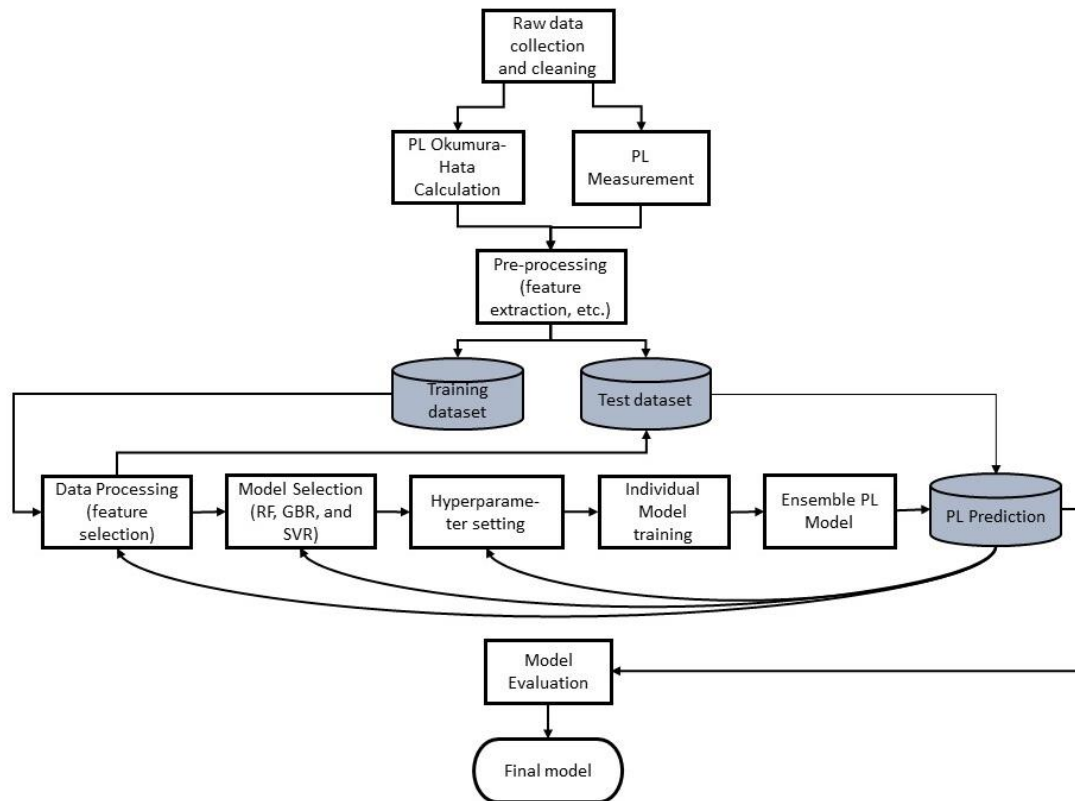 Raw data
collection
and cleaning
PL Okumura-
Hata
Calculation
PL
Measurement
Pre-processing
(feature
extraction, etc.)
Training
dataset
Test dataset
Data Processing
(feature
selection)
Model Selection
(RF, GBR, and
SVR)
Hyperparame-
ter setting
Individual
Model
training
Ensemble PL
Model
PL Prediction
Model
Evaluation
Final model